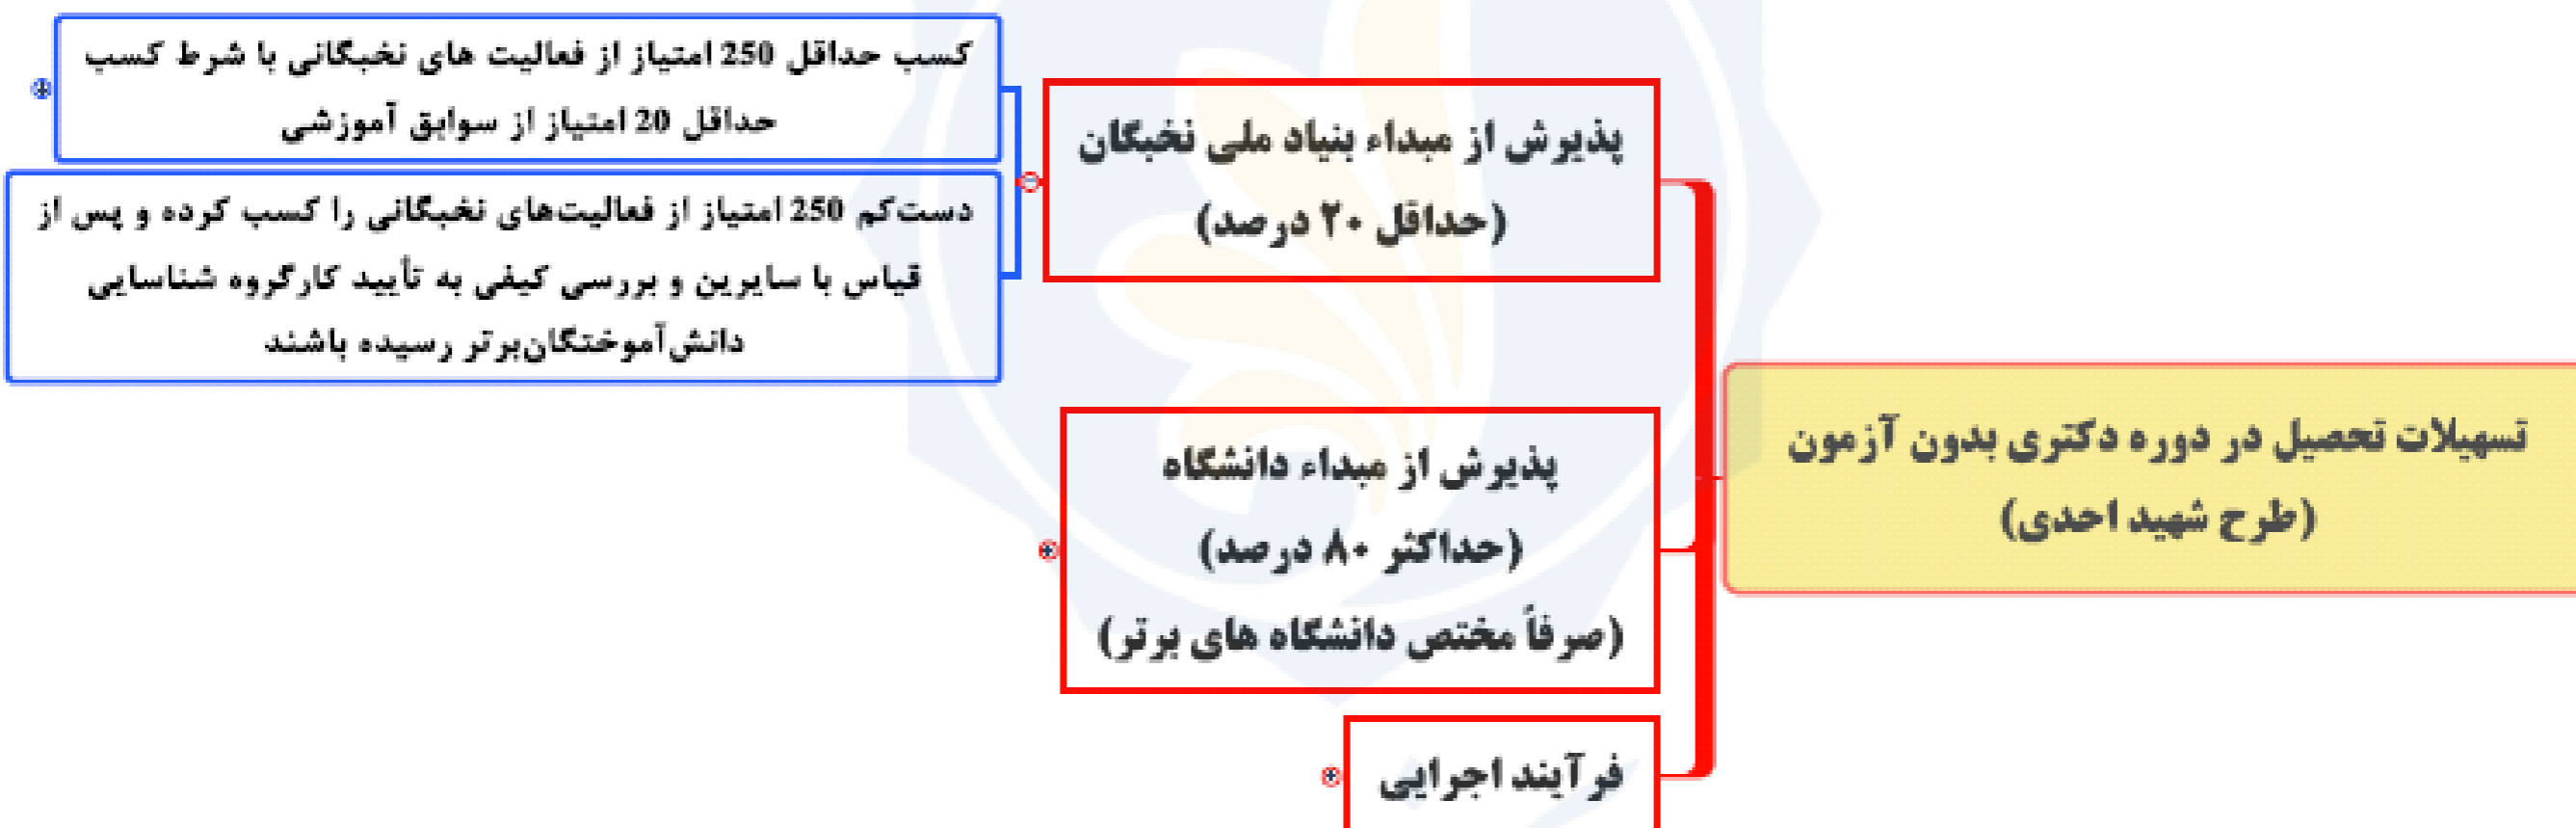 تسهیلات تحصیل در دوره دکتری بدون آزمون
(طرح شهید احدی)
پذیرش از مبداء بنیاد ملی نخبگان
(حداقل ۲۰ درصد)
کسب حداقل 250 امتیاز از فعالیت های نخبگانی با شرط کسب
حداقل 20 امتیاز از سوابق آموزشی
دست‌کم 250 امتیاز از فعالیت‌های نخبگانی را کسب کرده و پس از
قیاس با سایرین و بررسی کیفی به تأیید کارگروه شناسایی
دانش‌آموختگان‌برتر رسیده باشند
پذیرش از مبداء دانشگاه
(حداکثر ۸۰ درصد)
(صرفاً مختص دانشگاه های برتر)
فرآیند اجرایی